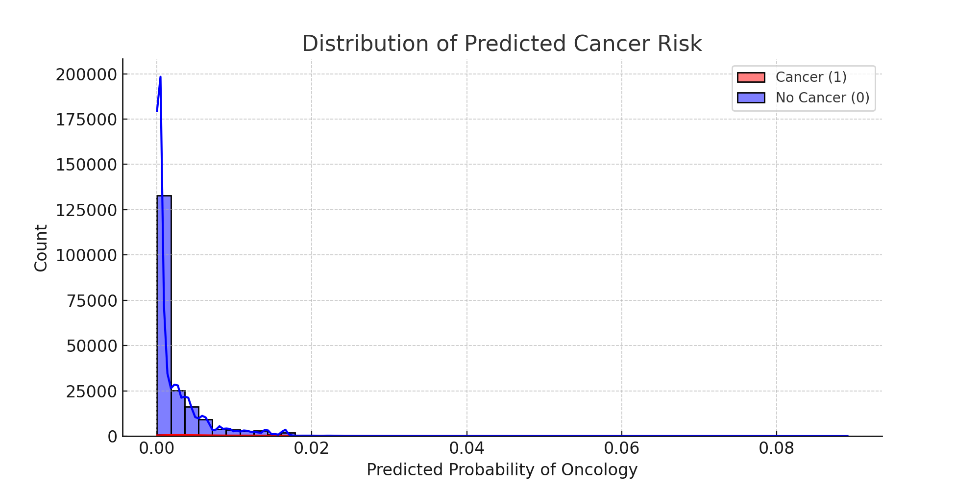 Distribution of Predicted Cancer Risk
Cancer (1)
No Cancer (0)
200000
175000
150000
125000
100000
75000
50000
25000
0
Count
0.00 0.02 0.04 0.06 0.08
Predicted Probability of Oncology